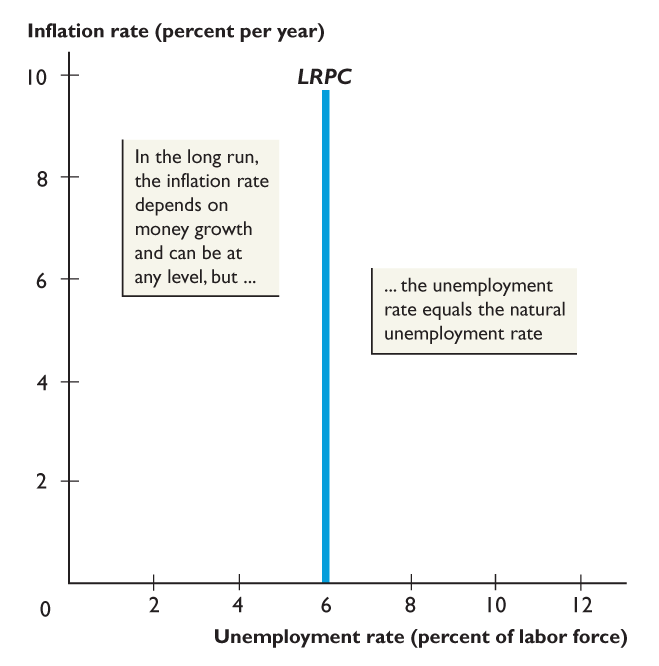 Inflation rate (percent per year)
10
LRPC
In the long run,
the inflation rate
depends on
money growth
and can be at
any level, but ...
8
6
... the unemployment
rate equals the natural
unemployment rate
4
2
0
2 4 6 8 10 12
Unemployment rate (percent of labor force)